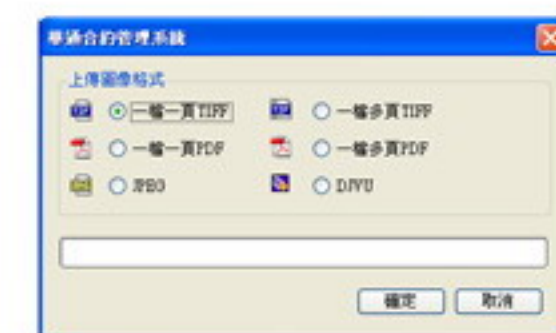 華通合約管理系統
上傳圖像格式
一檔一頁TIFF
一檔多頁TIFF
一檔一頁PDF
一檔多頁PDF
JPEG
DJVU
確定
取消